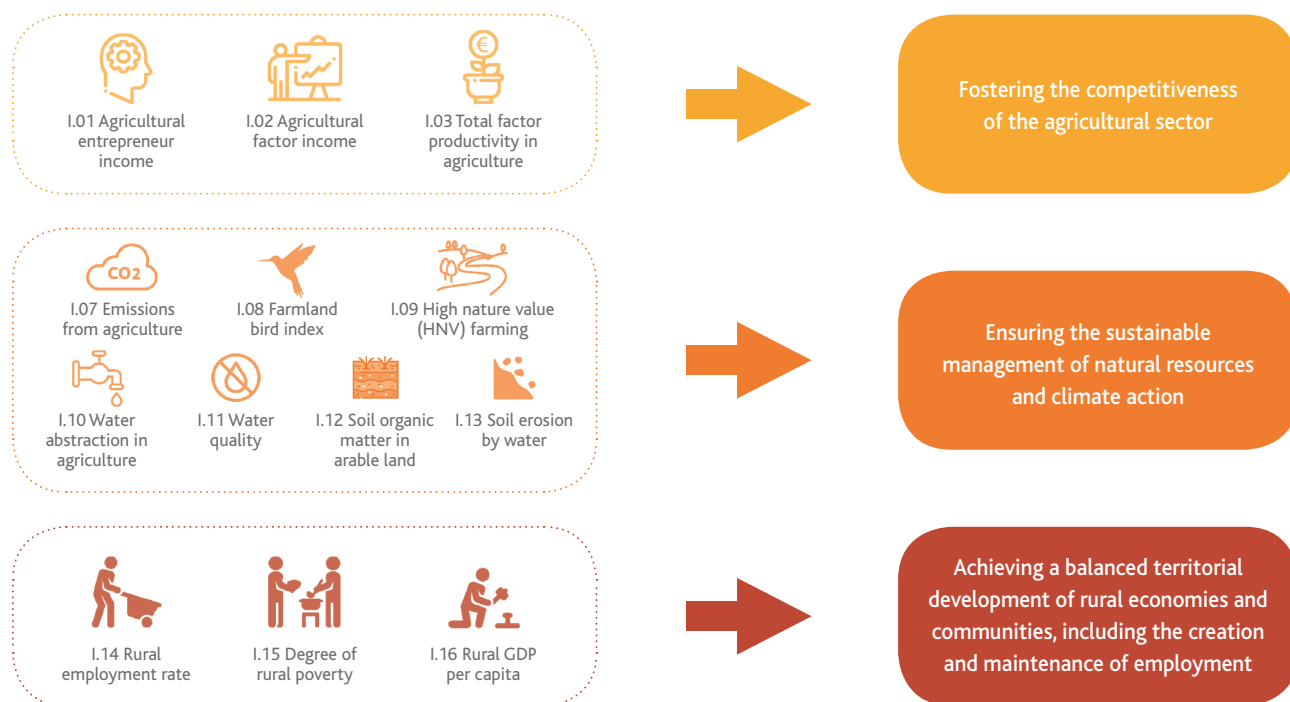 €
I.01 Agricultural
entrepreneur
income
I.02 Agricultural
factor income
I.03 Total factor
productivity in
agriculture
Fostering the competitiveness
of the agricultural sector
CO2
I.07 Emissions
from agriculture
I.08 Farmland
bird index
I.09 High nature value
(HNV) farming
I.10 Water
abstraction in
agriculture
I.11 Water
quality
I.12 Soil organic
matter in
arable land
I.13 Soil erosion
by water
Ensuring the sustainable
management of natural resources
and climate action
I.14 Rural
employment rate
I.15 Degree of
rural poverty
I.16 Rural GDP
per capita
Achieving a balanced territorial
development of rural economies and
communities, including the creation
and maintenance of employment